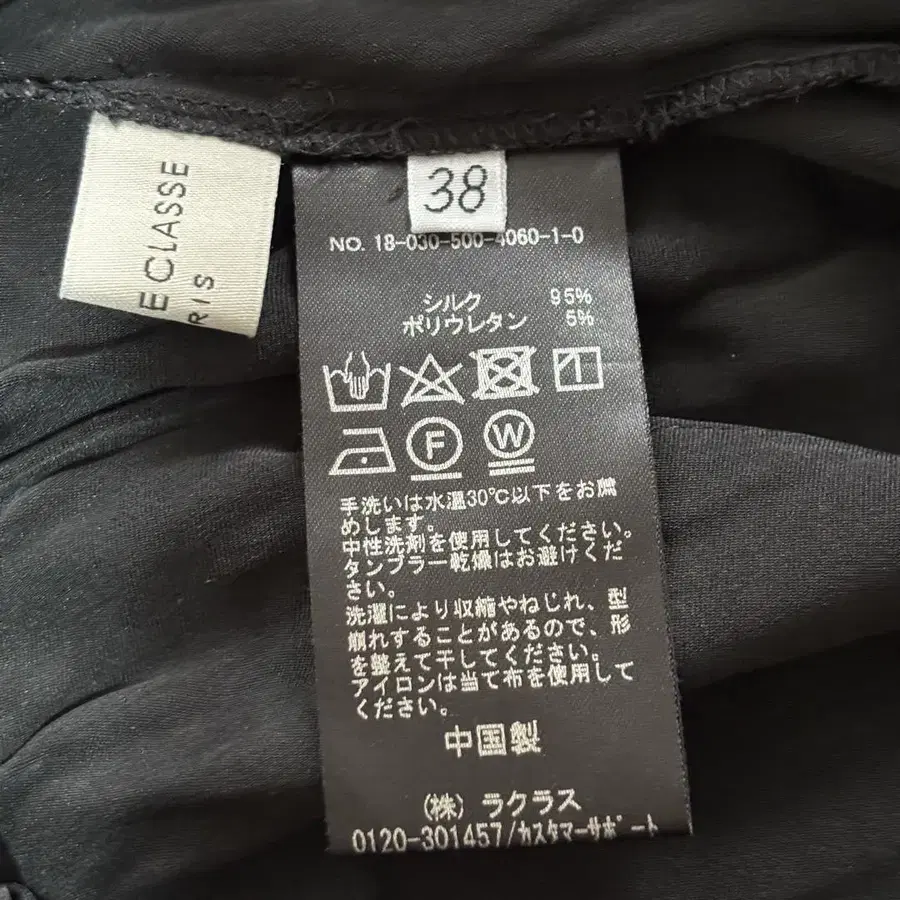 E CLASSE
RIS
38
NO. 18-030-500-4060-1-0
シルク 95%
ポリウレタン 5%
F W
手洗いは水温30℃以下をお薦
めします。
中性洗剤を使用してください。
タンブラー乾燥はお避けくだ
さい。
洗濯により収縮やねじれ、型
崩れすることがあるので、形
を整えて干してください。
アイロンは当て布を使用して
ください。
中国製
(株) ラクラス
0120-301457/カスタマーサポート